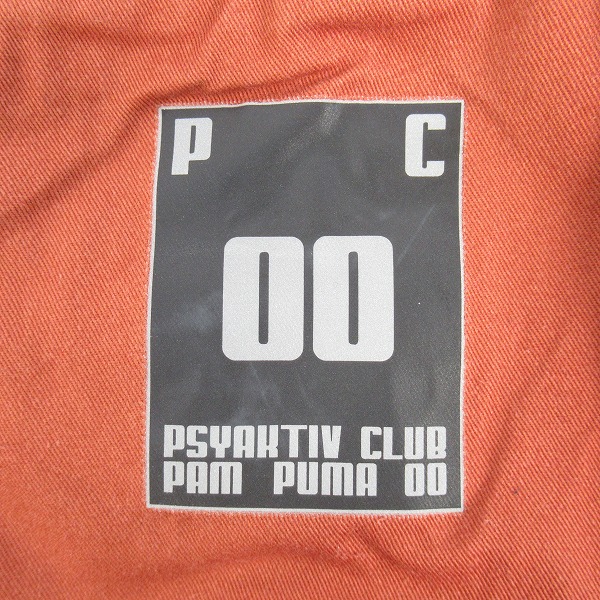 P C
00
PSYAKTIV CLUB
PAM PUMA 00